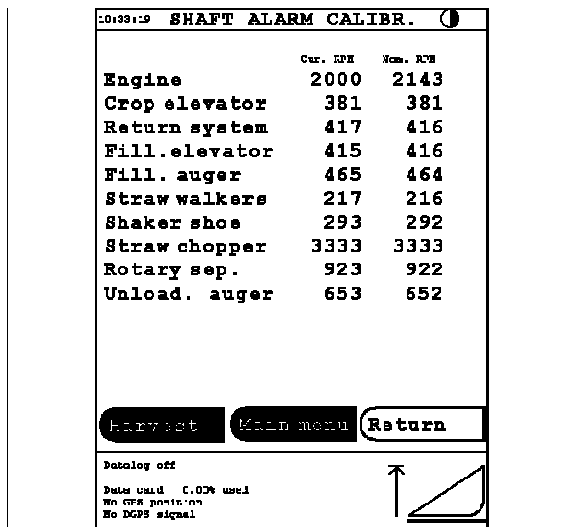 10:33:19 SHAFT ALARM CALIBR.
Cur. RPM Nom. RPM
Engine 2000 2143
Crop elevator 381 381
Return system 417 416
Fill.elevator 415 416
Fill. auger 465 464
Straw walkers 217 216
Shaker shoe 293 292
Straw chopper 3333 3333
Rotary sep. 923 922
Unload. auger 653 652
Harvest Main menu Return
Datalog off
Data card 0.00% used
No GPS position
No DGPS signal